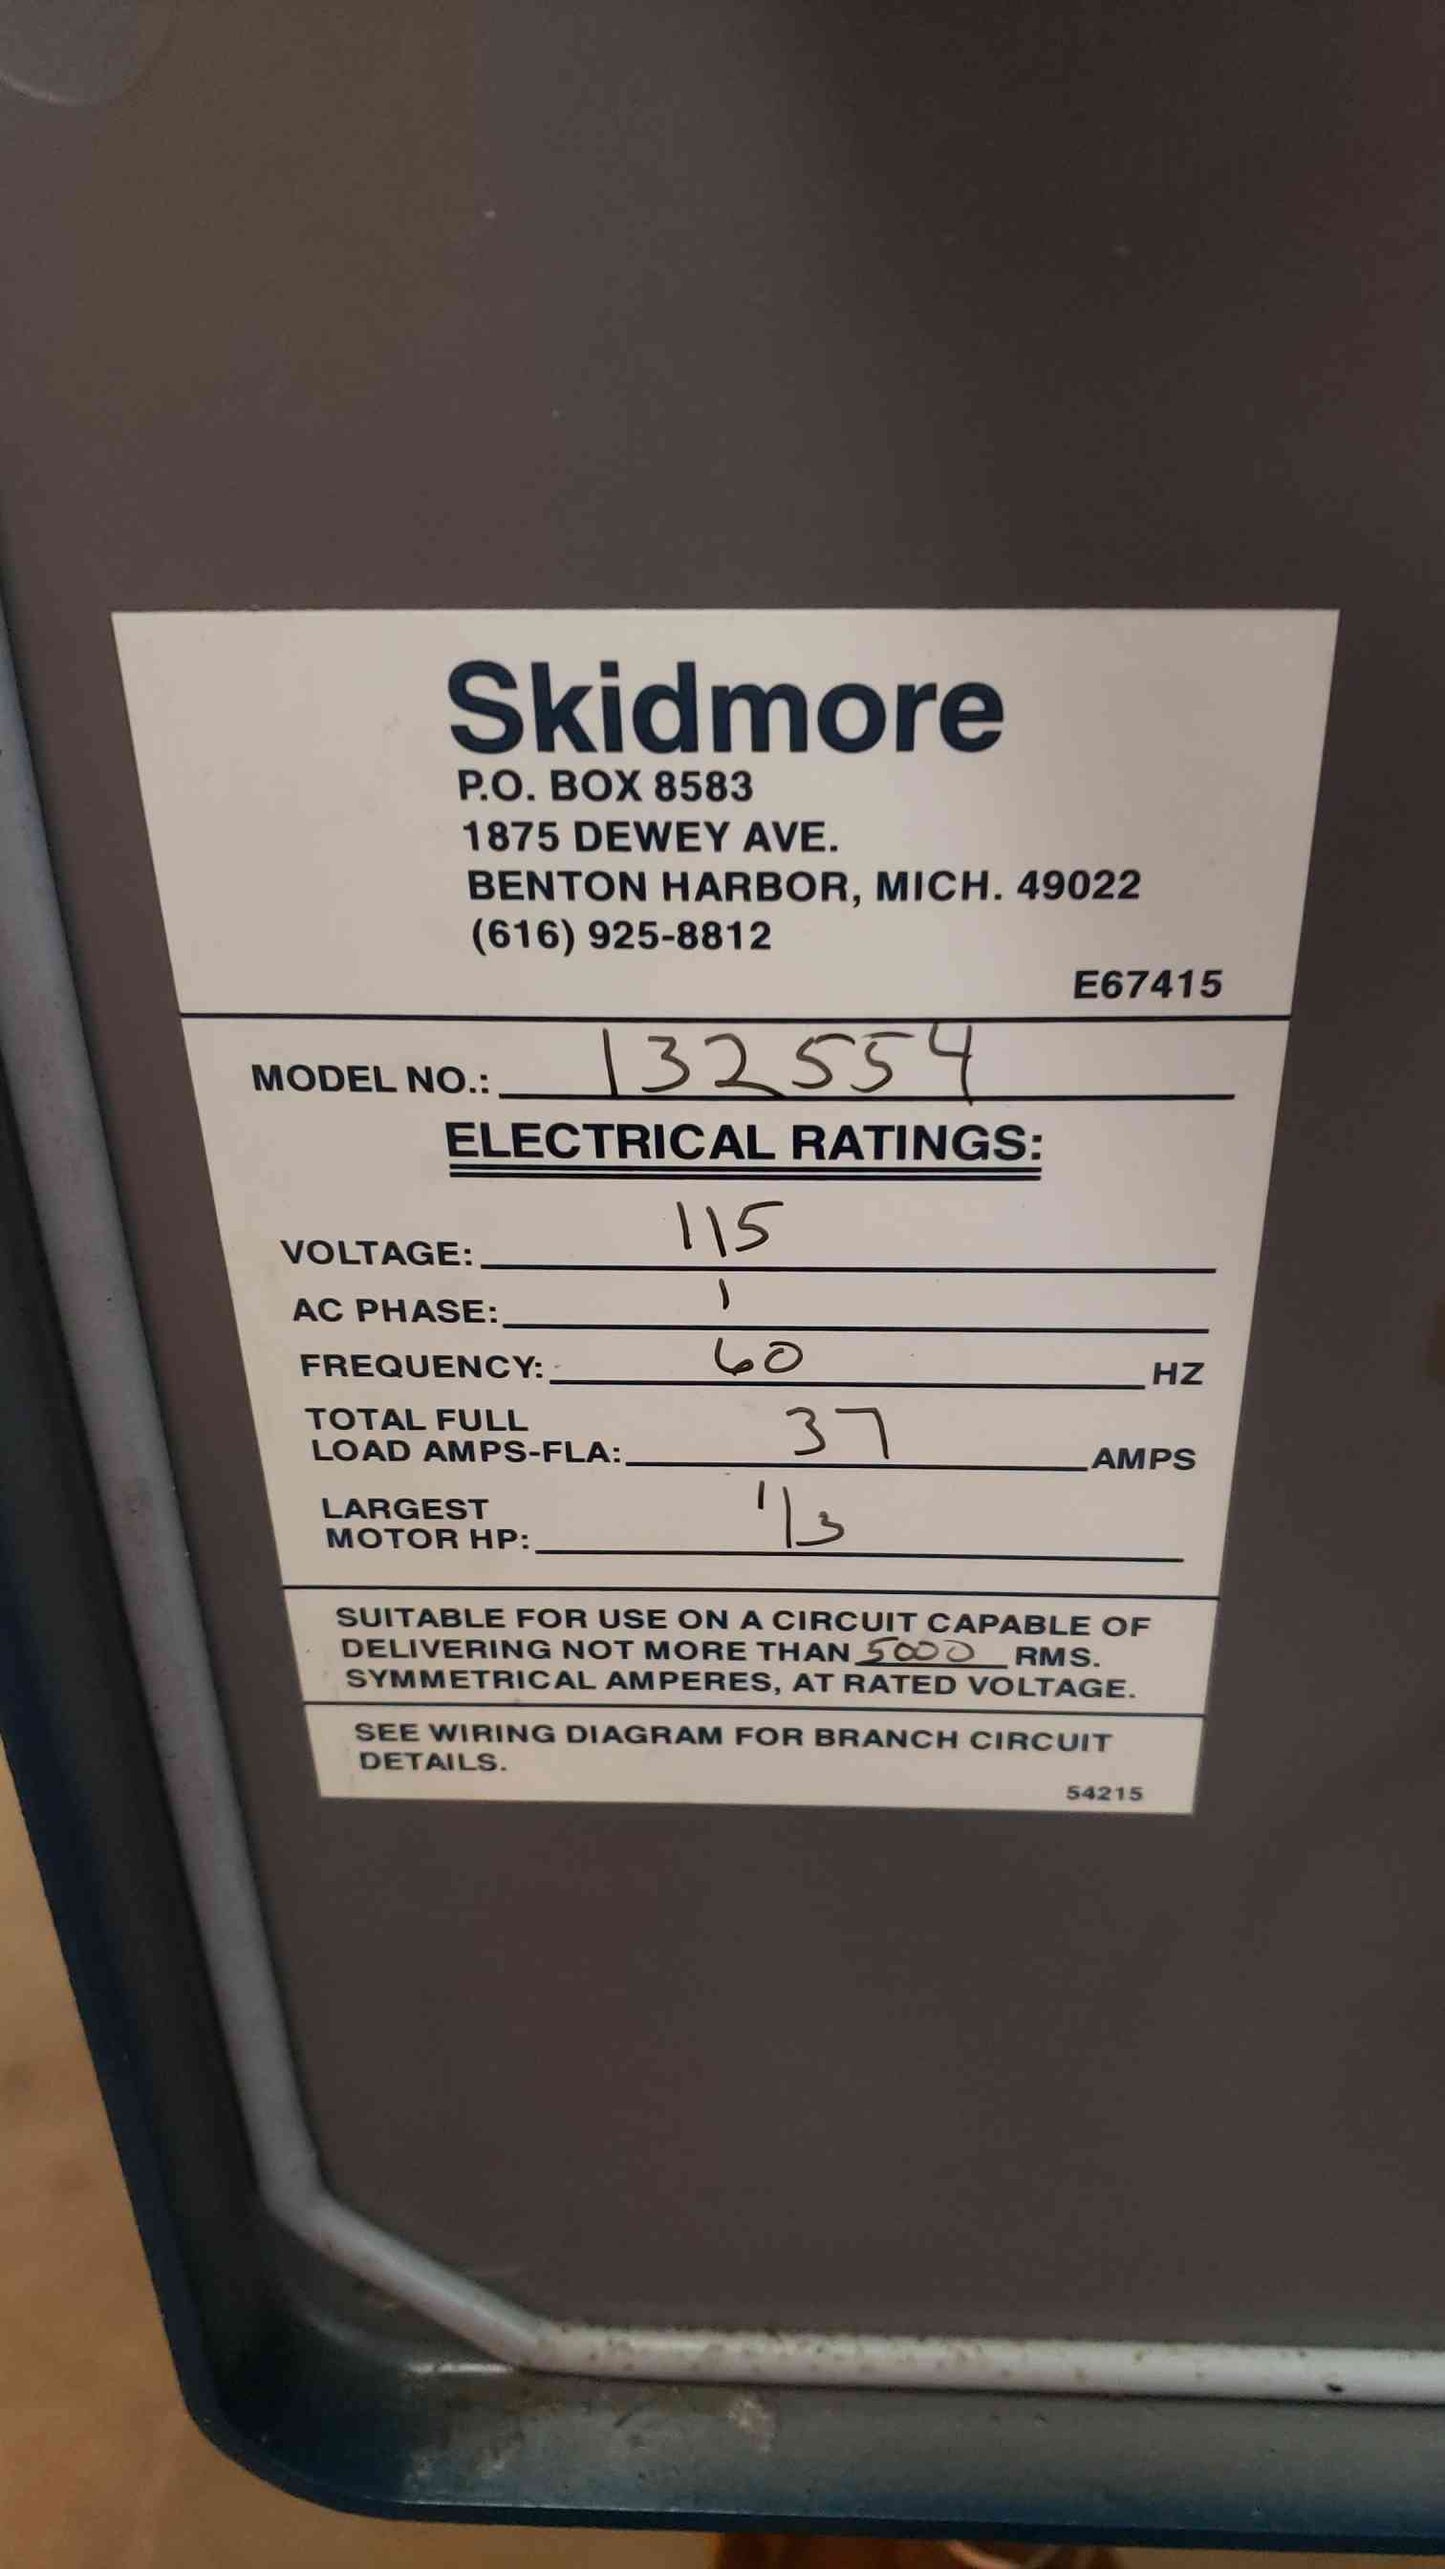 Skidmore
P.O. BOX 8583
1875 DEWEY AVE.
BENTON HARBOR, MICH. 49022
(616) 925-8812
E67415
MODEL NO.: 132554
ELECTRICAL RATINGS:
VOLTAGE: 115
AC PHASE: 1
FREQUENCY: 60 HZ
TOTAL FULL
LOAD AMPS-FLA: 37 AMPS
LARGEST
MOTOR HP: 1/3
SUITABLE FOR USE ON A CIRCUIT CAPABLE OF
DELIVERING NOT MORE THAN 5000 RMS.
SYMMETRICAL AMPERES, AT RATED VOLTAGE.
SEE WIRING DIAGRAM FOR BRANCH CIRCUIT
DETAILS.
54215